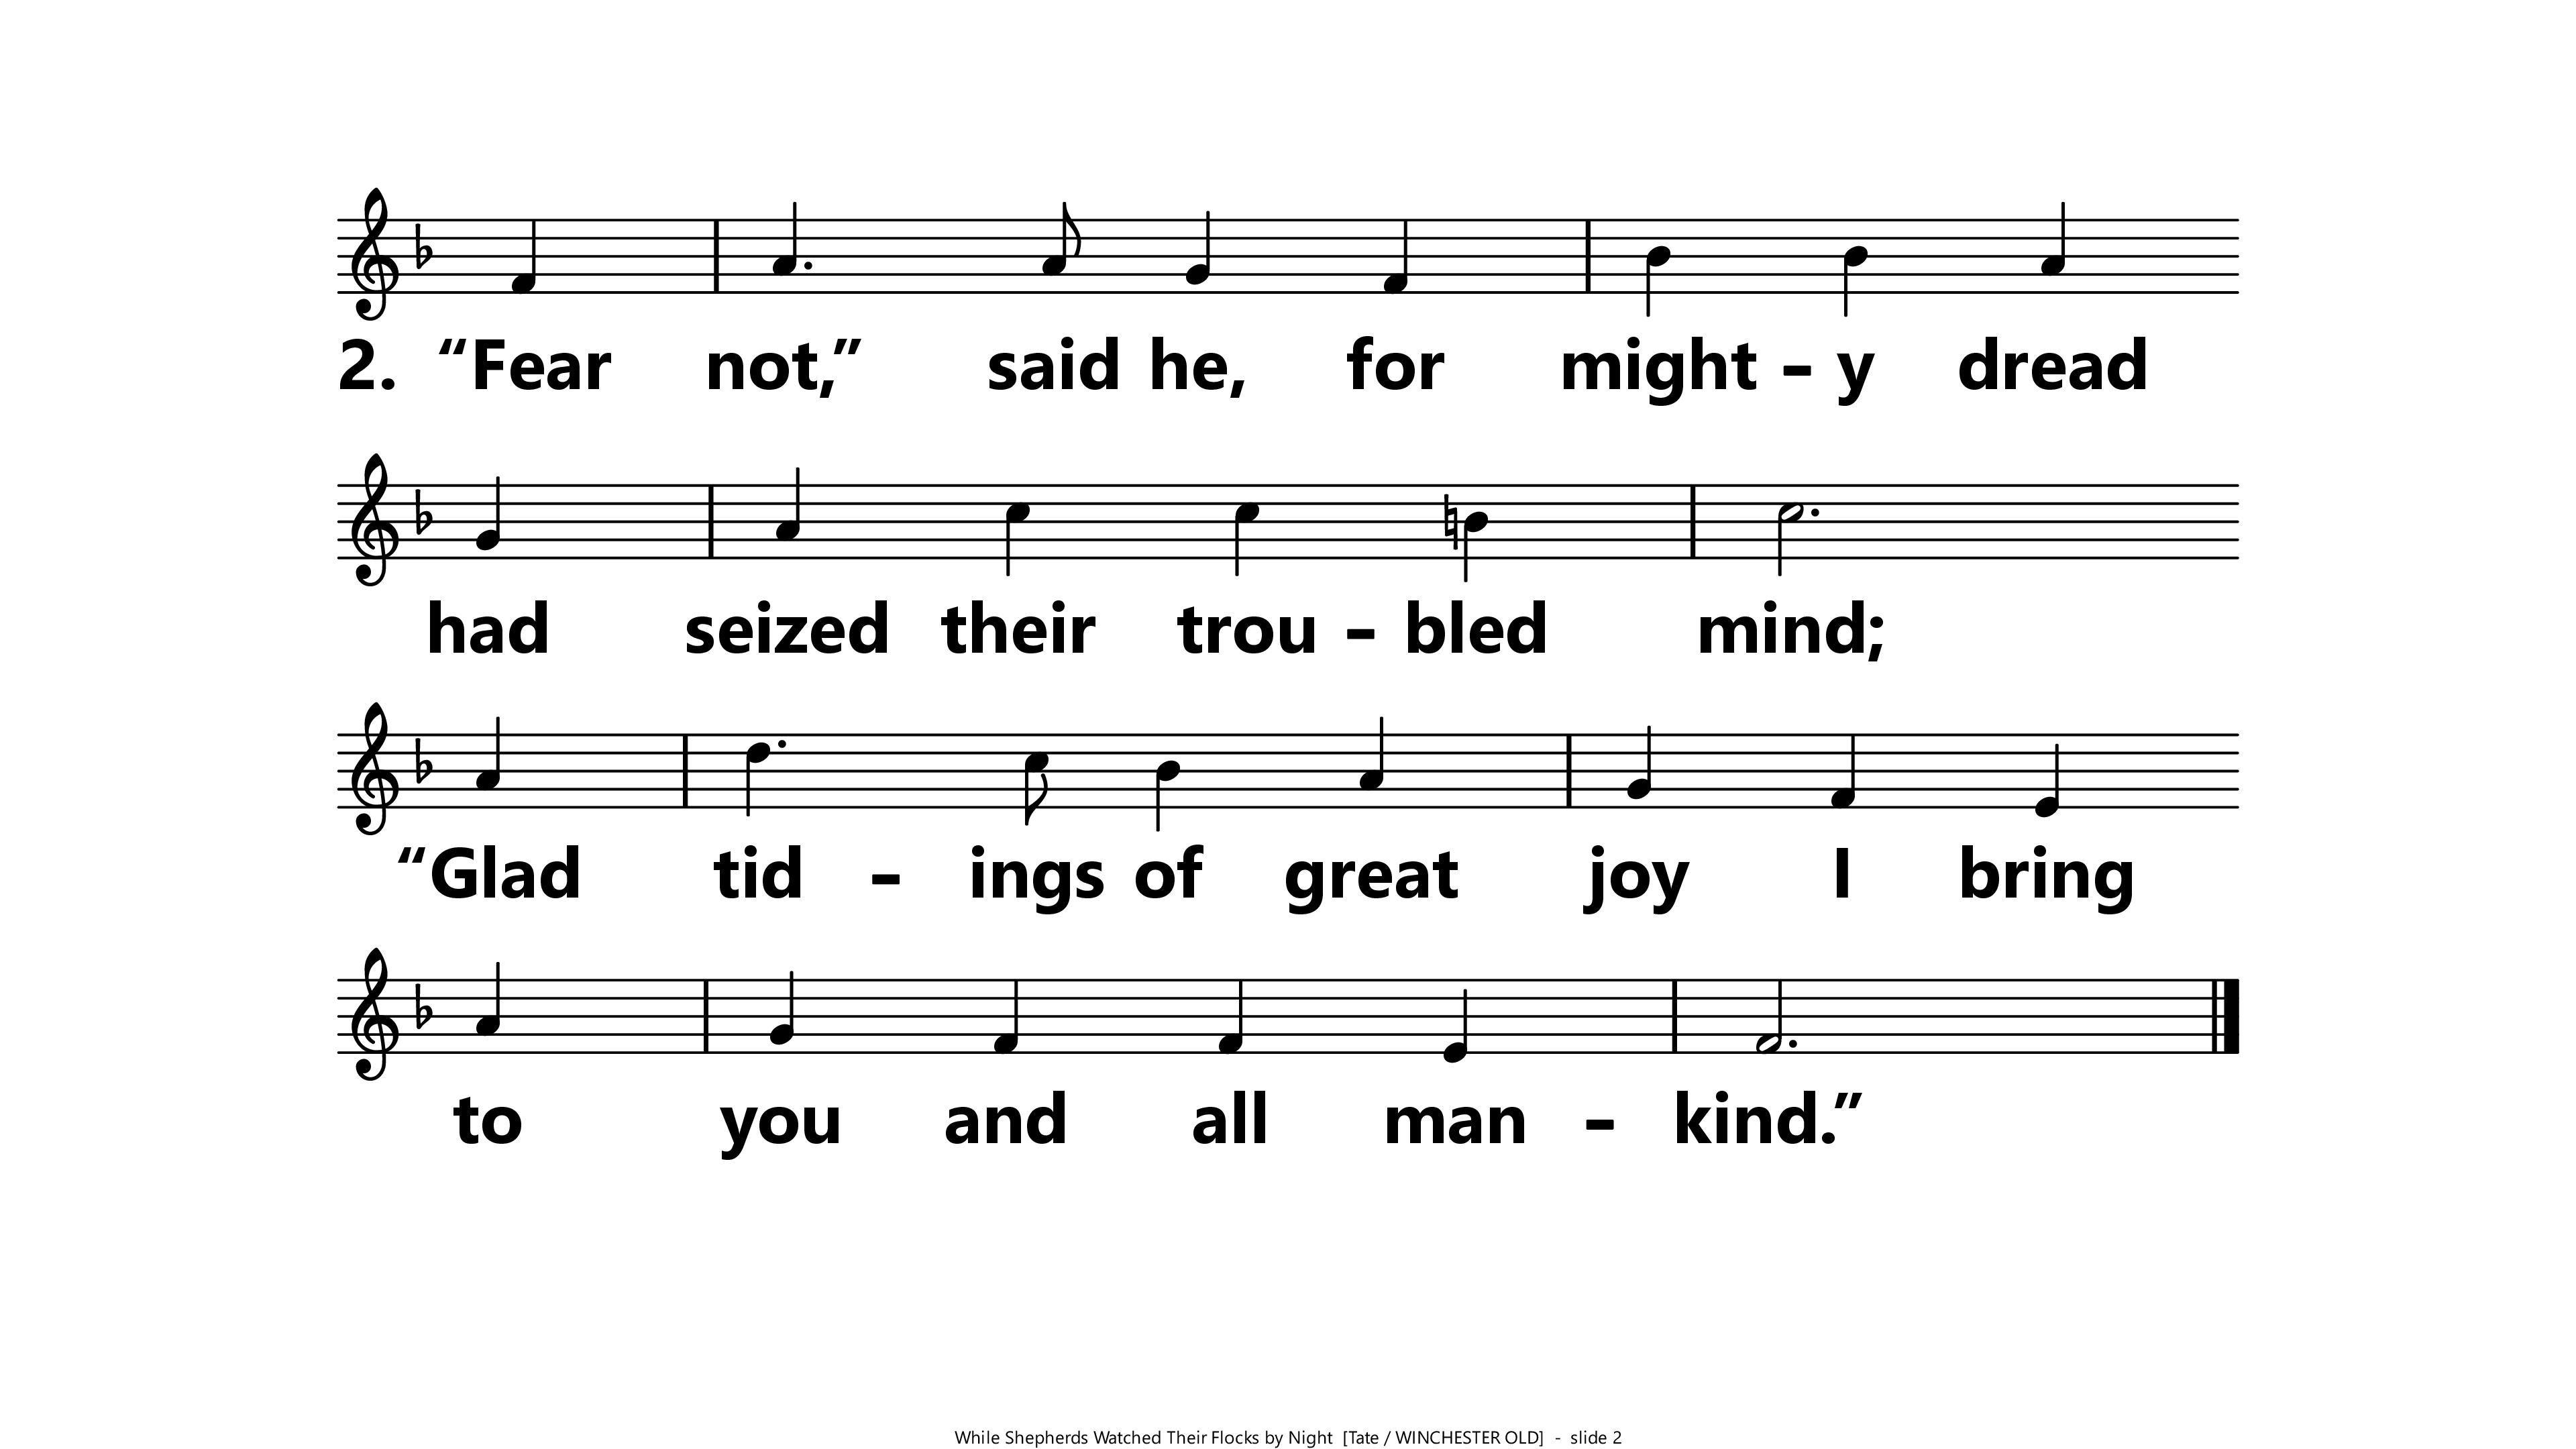 2. “Fear not,” said he, for might - y dread
had seized their trou - bled mind;
“Glad tid - ings of great joy I bring
to you and all man - kind.”
While Shepherds Watched Their Flocks by Night [Tate / WINCHESTER OLD] - slide 2